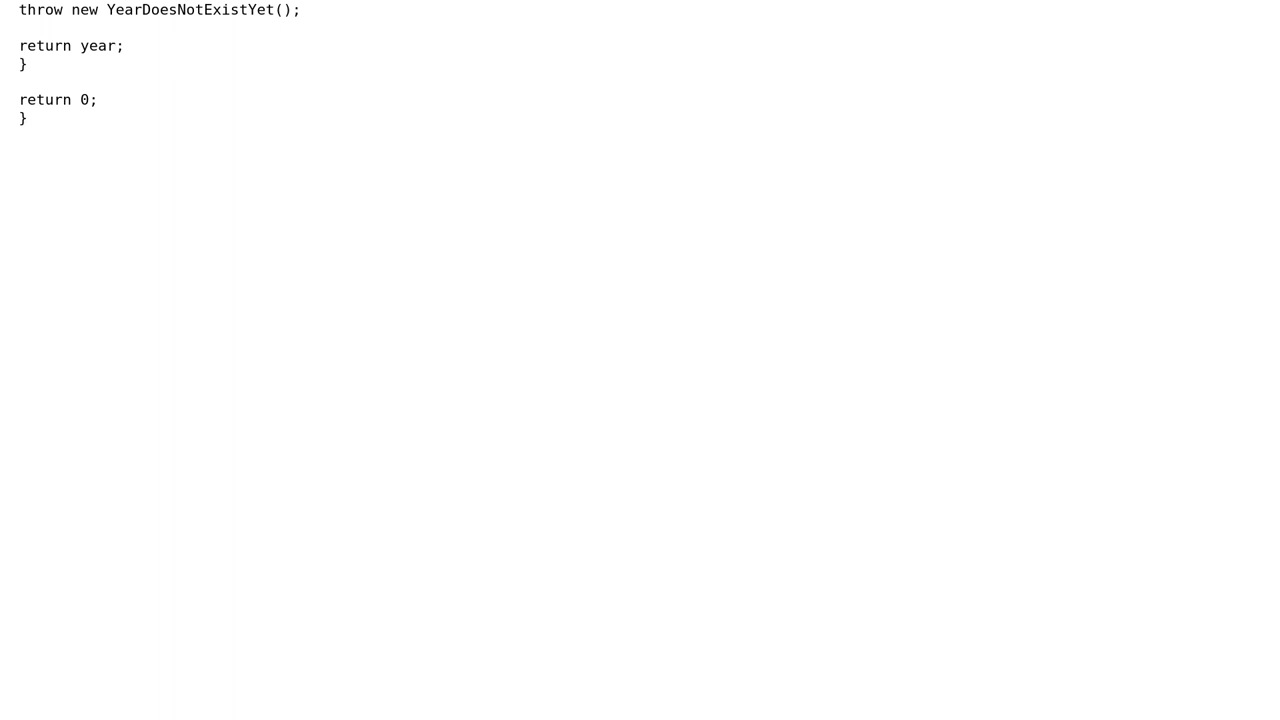 throw new YearDoesNotExistYet();
return year;
}
return 0;
}